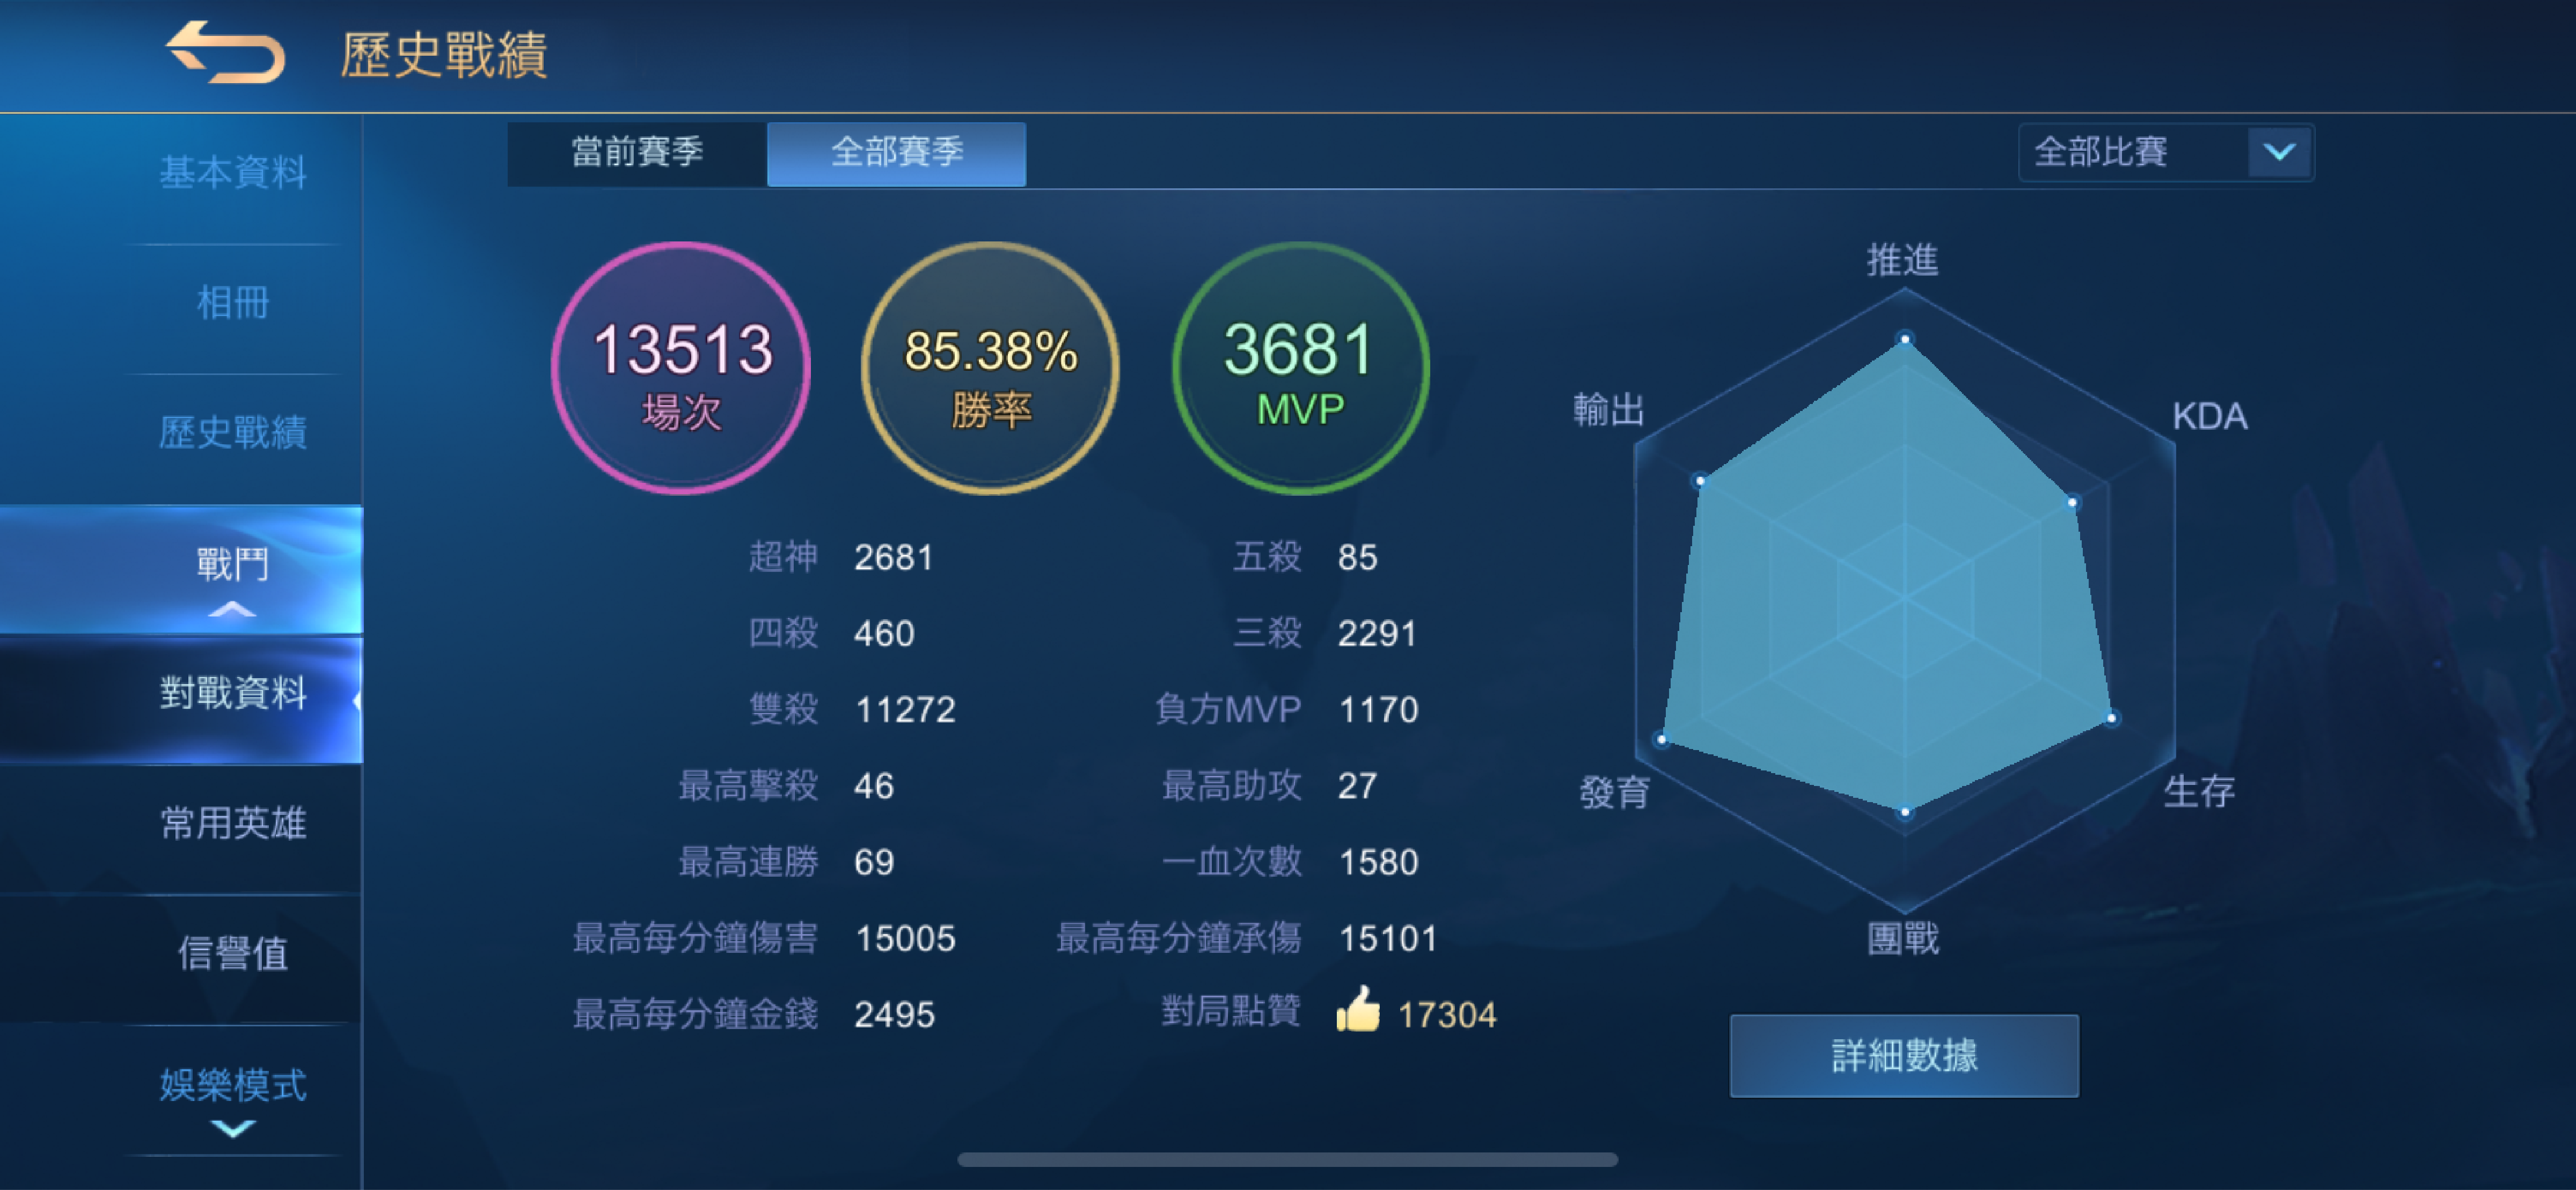 歷史戰績
基本資料
相冊
歷史戰績
戰鬥
對戰資料
常用英雄
信譽值
娛樂模式
當前賽季
全部賽季
全部比賽
13513
場次
85.38%
勝率
3681
MVP
超神 2681
五殺 85
四殺 460
三殺 2291
雙殺 11272
負方MVP 1170
最高擊殺 46
最高助攻 27
最高連勝 69
一血次數 1580
最高每分鐘傷害 15005
最高每分鐘承傷 15101
最高每分鐘金錢 2495
對局點贊 17304
推進
KDA
生存
團戰
發育
輸出
詳細數據